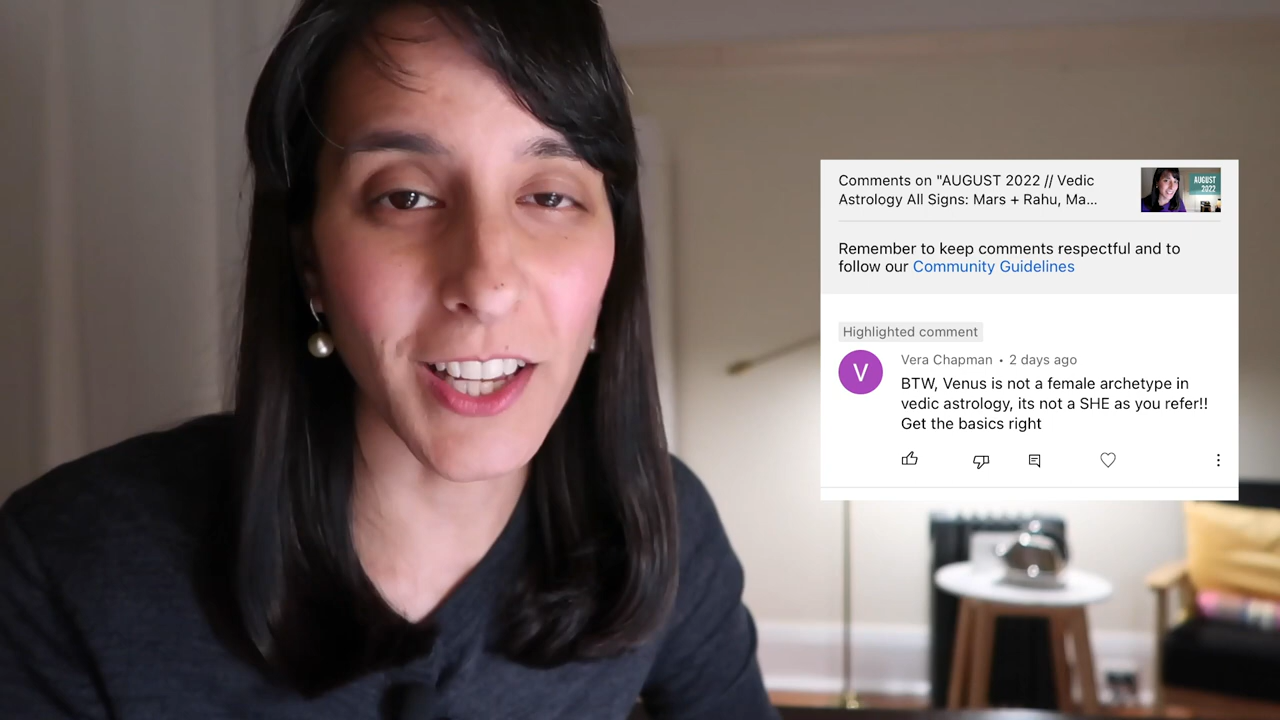 Comments on "AUGUST 2022 // Vedic
Astrology All Signs: Mars + Rahu, Ma...
AUGUST
2022
Remember to keep comments respectful and to
follow our Community Guidelines
Highlighted comment
V
Vera Chapman • 2 days ago
BTW, Venus is not a female archetype in
vedic astrology, its not a SHE as you refer!!
Get the basics right